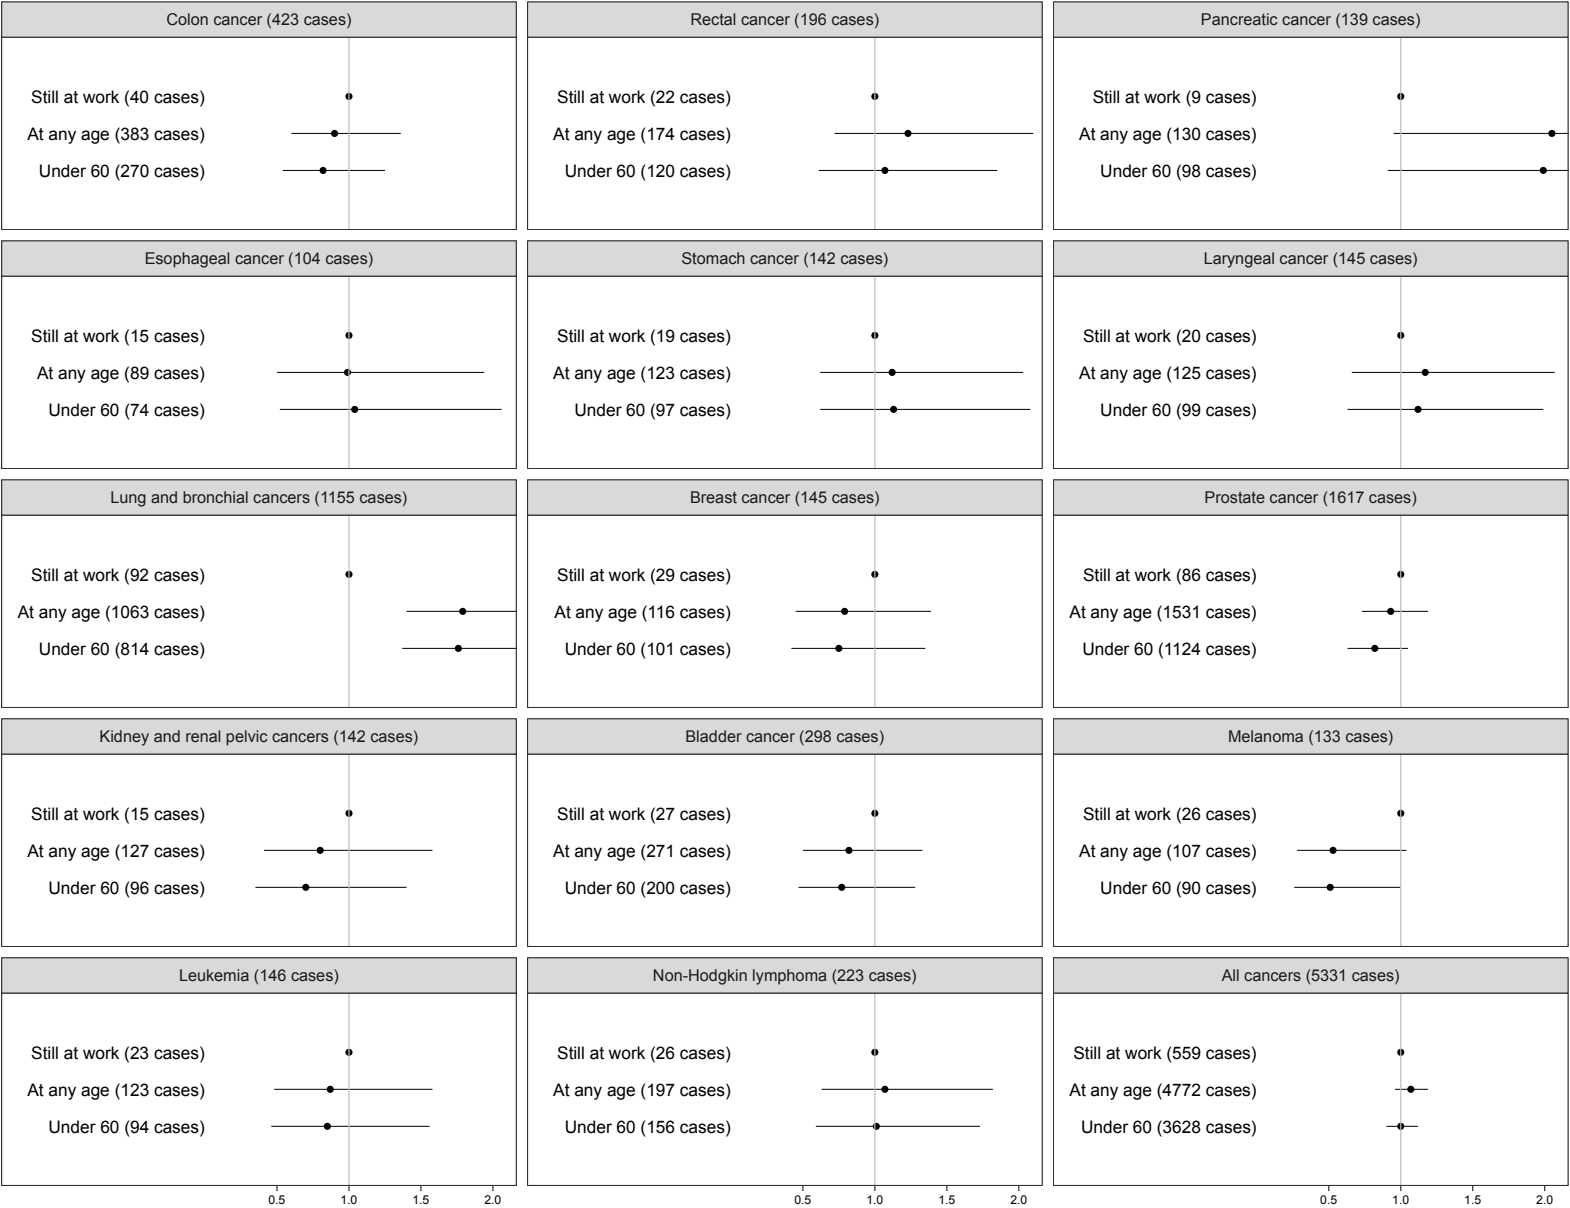 Colon cancer (423 cases)
Still at work (40 cases)
At any age (383 cases)
Under 60 (270 cases)
Rectal cancer (196 cases)
Still at work (22 cases)
At any age (174 cases)
Under 60 (120 cases)
Pancreatic cancer (139 cases)
Still at work (9 cases)
At any age (130 cases)
Under 60 (98 cases)
Esophageal cancer (104 cases)
Still at work (15 cases)
At any age (89 cases)
Under 60 (74 cases)
Stomach cancer (142 cases)
Still at work (19 cases)
At any age (123 cases)
Under 60 (97 cases)
Laryngeal cancer (145 cases)
Still at work (20 cases)
At any age (125 cases)
Under 60 (99 cases)
Lung and bronchial cancers (1155 cases)
Still at work (92 cases)
At any age (1063 cases)
Under 60 (814 cases)
Breast cancer (145 cases)
Still at work (29 cases)
At any age (116 cases)
Under 60 (101 cases)
Prostate cancer (1617 cases)
Still at work (86 cases)
At any age (1531 cases)
Under 60 (1124 cases)
Kidney and renal pelvic cancers (142 cases)
Still at work (15 cases)
At any age (127 cases)
Under 60 (96 cases)
Bladder cancer (298 cases)
Still at work (27 cases)
At any age (271 cases)
Under 60 (200 cases)
Melanoma (133 cases)
Still at work (26 cases)
At any age (107 cases)
Under 60 (90 cases)
Leukemia (146 cases)
Still at work (23 cases)
At any age (123 cases)
Under 60 (94 cases)
Non-Hodgkin lymphoma (223 cases)
Still at work (26 cases)
At any age (197 cases)
Under 60 (156 cases)
All cancers (5331 cases)
Still at work (559 cases)
At any age (4772 cases)
Under 60 (3628 cases)
0.5 1.0 1.5 2.0
0.5 1.0 1.5 2.0
0.5 1.0 1.5 2.0